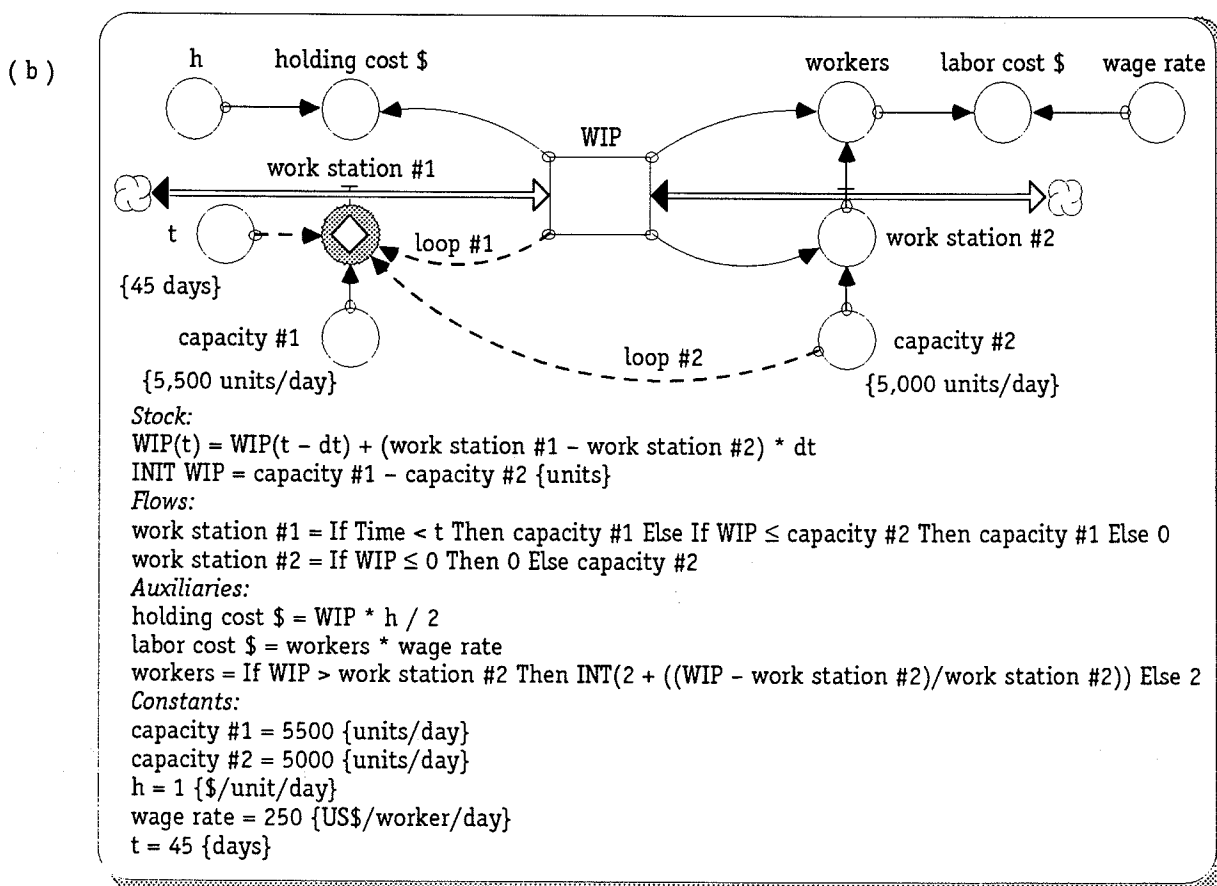 (b)
h
holding cost $
workers
labor cost $
wage rate
WIP
work station #1
t
loop #1
work station #2
{45 days}
capacity #1
loop #2
capacity #2
{5,500 units/day}
{5,000 units/day}
Stock:
WIP(t) = WIP(t – dt) + (work station #1 – work station #2) * dt
INIT WIP = capacity #1 – capacity #2 {units}
Flows:
work station #1 = If Time < t Then capacity #1 Else If WIP ≤ capacity #2 Then capacity #1 Else 0
work station #2 = If WIP ≤ 0 Then 0 Else capacity #2
Auxiliaries:
holding cost $ = WIP * h / 2
labor cost $ = workers * wage rate
workers = If WIP > work station #2 Then INT(2 + ((WIP – work station #2)/work station #2)) Else 2
Constants:
capacity #1 = 5500 {units/day}
capacity #2 = 5000 {units/day}
h = 1 {$/unit/day}
wage rate = 250 {US$/worker/day}
t = 45 {days}